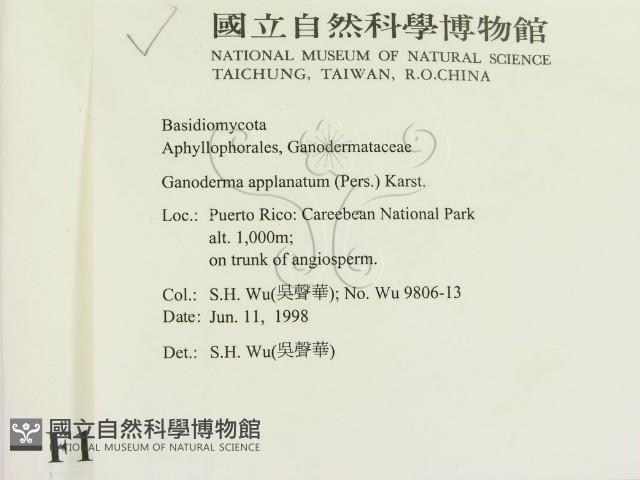 國立自然科學博物館
NATIONAL MUSEUM OF NATURAL SCIENCE
TAICHUNG, TAIWAN, R.O.CHINA
Basidiomycota
Aphyllophorales, Ganodermataceae
Ganoderma applanatum (Pers.) Karst.
Loc.: Puerto Rico: Careebean National Park
alt. 1,000m;
on trunk of angiosperm.
Col.: S.H. Wu(吳聲華); No. Wu 9806-13
Date: Jun. 11, 1998
Det.: S.H. Wu(吳聲華)
國立自然科學博物館
NATIONAL MUSEUM OF NATURAL SCIENCE
F1